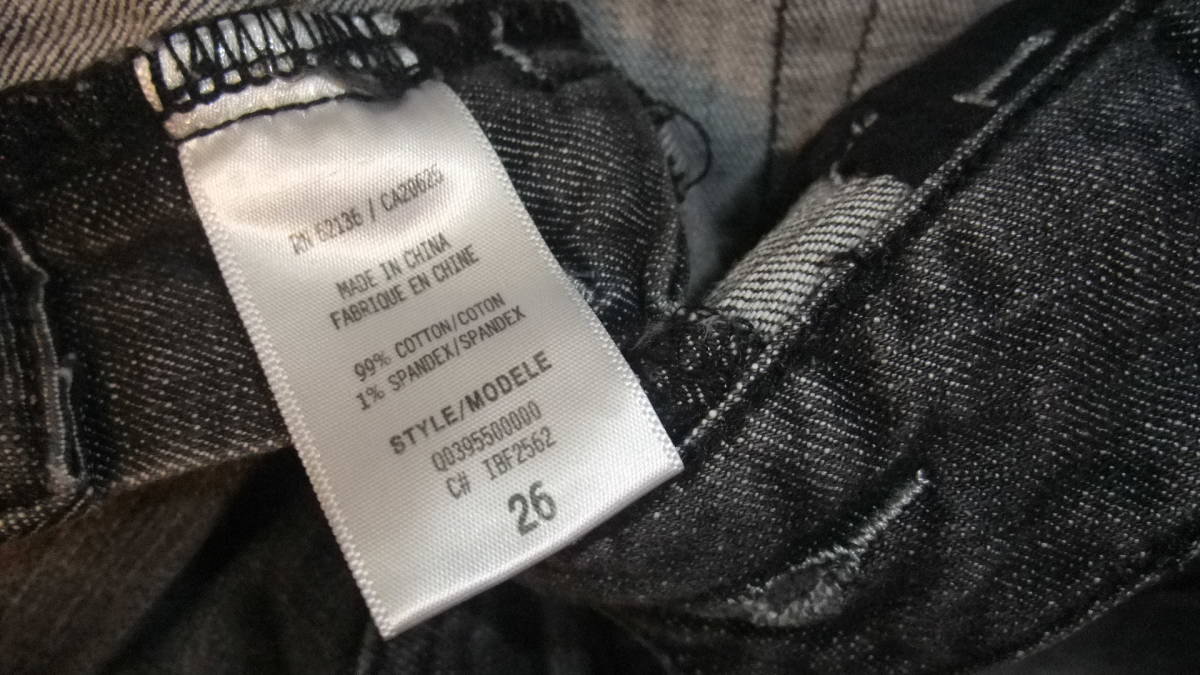 RN 62136 / CA20625
MADE IN CHINA
FABRIQUE EN CHINE
99% COTTON/COTON
1% SPANDEX/SPANDEX
STYLE/MODELE
Q0395500000
C# IBF2562
26